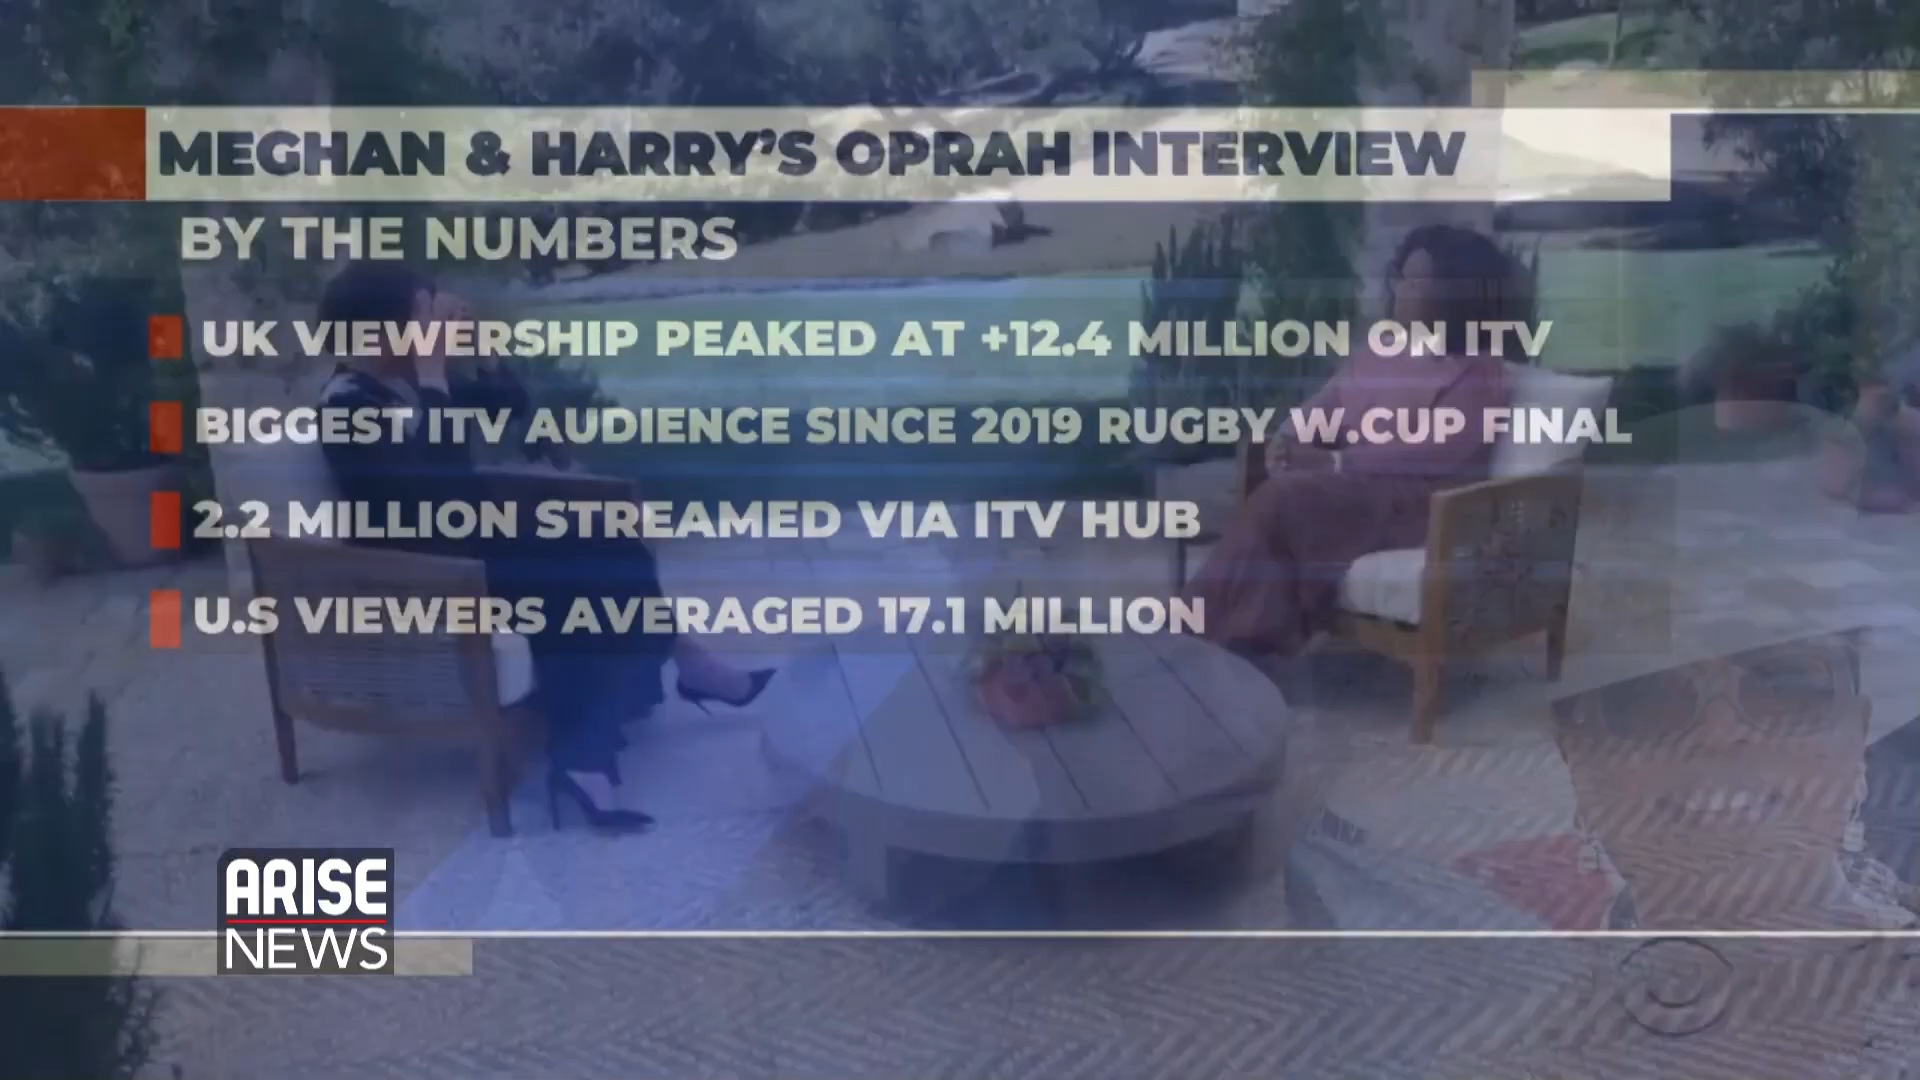 MEGHAN & HARRY'S OPRAH INTERVIEW
BY THE NUMBERS
UK VIEWERSHIP PEAKED AT +12.4 MILLION ON ITV
BIGGEST ITV AUDIENCE SINCE 2019 RUGBY W.CUP FINAL
2.2 MILLION STREAMED VIA ITV HUB
U.S VIEWERS AVERAGED 17.1 MILLION
ARISE
NEWS